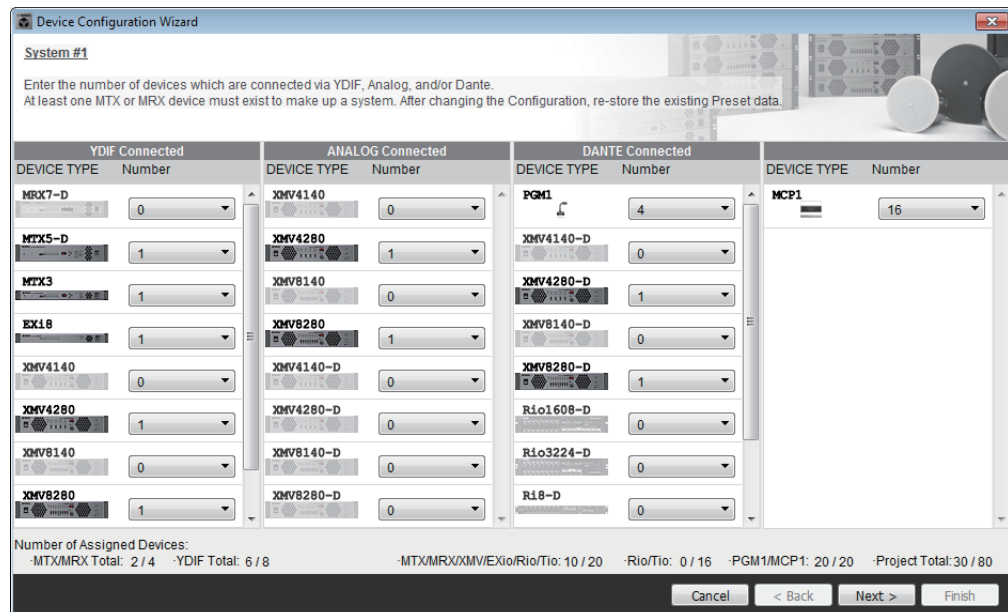 Device Configuration Wizard
System #1
Enter the number of devices which are connected via YDIF, Analog, and/or Dante.
At least one MTX or MRX device must exist to make up a system. After changing the Configuration, re-store the existing Preset data.
YDIF Connected
DEVICE TYPE Number
MRX7-D 0
MTX5-D 1
MTX3 1
EXi8 1
XMV4140 0
XMV4280 1
XMV8140 0
XMV8280 1
ANALOG Connected
DEVICE TYPE Number
XMV4140 0
XMV4280 1
XMV8140 0
XMV8280 1
XMV4140-D 0
XMV4280-D 0
XMV8140-D 0
XMV8280-D 0
DANTE Connected
DEVICE TYPE Number
PGM1 4
XMV4140-D 0
XMV4280-D 1
XMV8140-D 0
XMV8280-D 1
Rio1608-D 0
Rio3224-D 0
Ri8-D 0
DEVICE TYPE Number
MCP1 16
Number of Assigned Devices:
·MTX/MRX Total: 2 / 4 ·YDIF Total: 6 / 8 ·MTX/MRX/XMV/EXio/Rio/Tio: 10 / 20 ·Rio/Tio: 0 / 16 ·PGM1/MCP1: 20 / 20 ·Project Total: 30 / 80
Cancel < Back Next > Finish